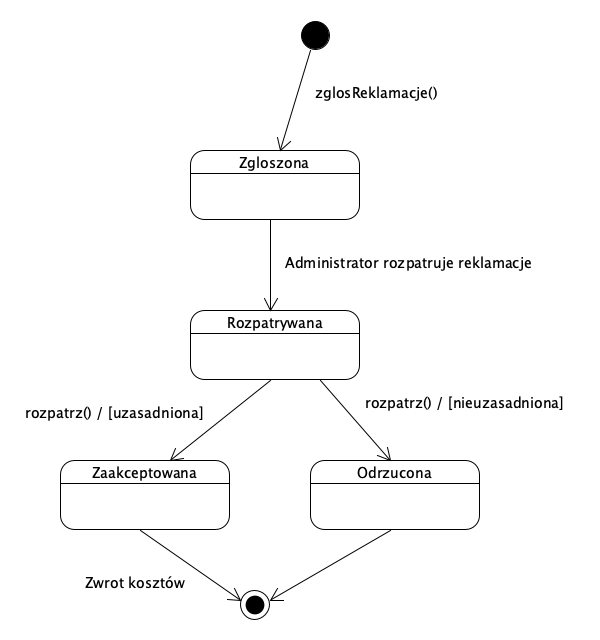 zglosReklamacje()
Zgloszona
Administrator rozpatruje reklamacje
Rozpatrywana
rozpatrz() / [uzasadniona]
rozpatrz() / [nieuzasadniona]
Zaakceptowana
Odrzucona
Zwrot kosztów